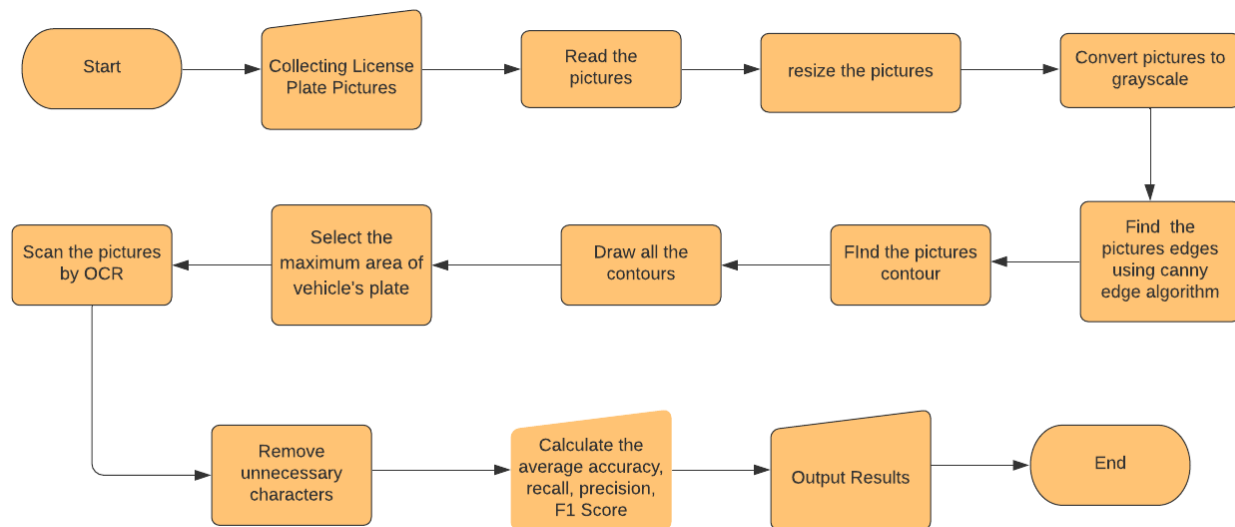 Start
Collecting License
Plate Pictures
Read the
pictures
resize the pictures
Convert pictures to
grayscale
Find  the
pictures edges
using canny
edge algorithm
FInd the pictures
contour
Draw all the
contours
Select the
maximum area of
vehicle's plate
Scan the pictures
by OCR
Remove
unnecessary
characters
Calculate the
average accuracy,
recall, precision,
F1 Score
Output Results
End